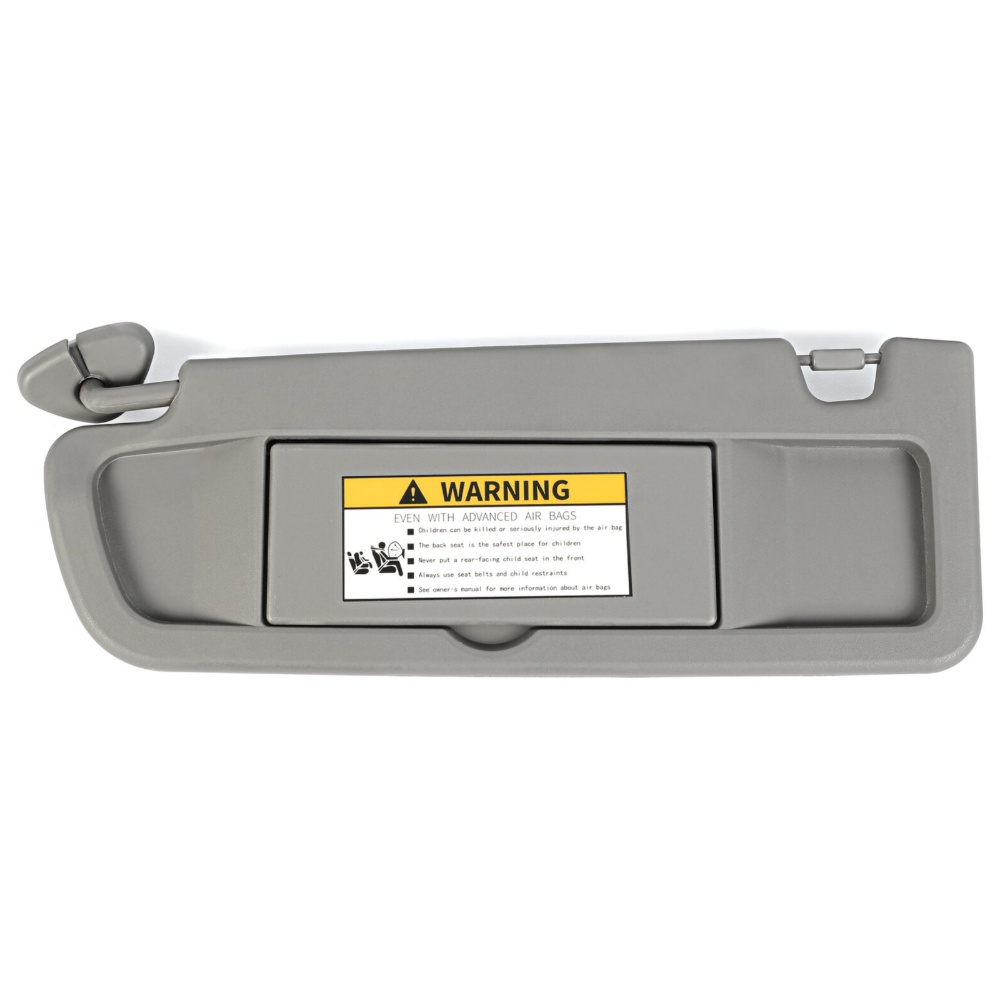 WARNING
EVEN WITH ADVANCED AIR BAGS
Children can be killed or seriously injured by the air bag
The back seat is the safest place for children
Never put a rear-facing child seat in the front
Always use seat belts and child restraints
See owner's manual for more information about air bags